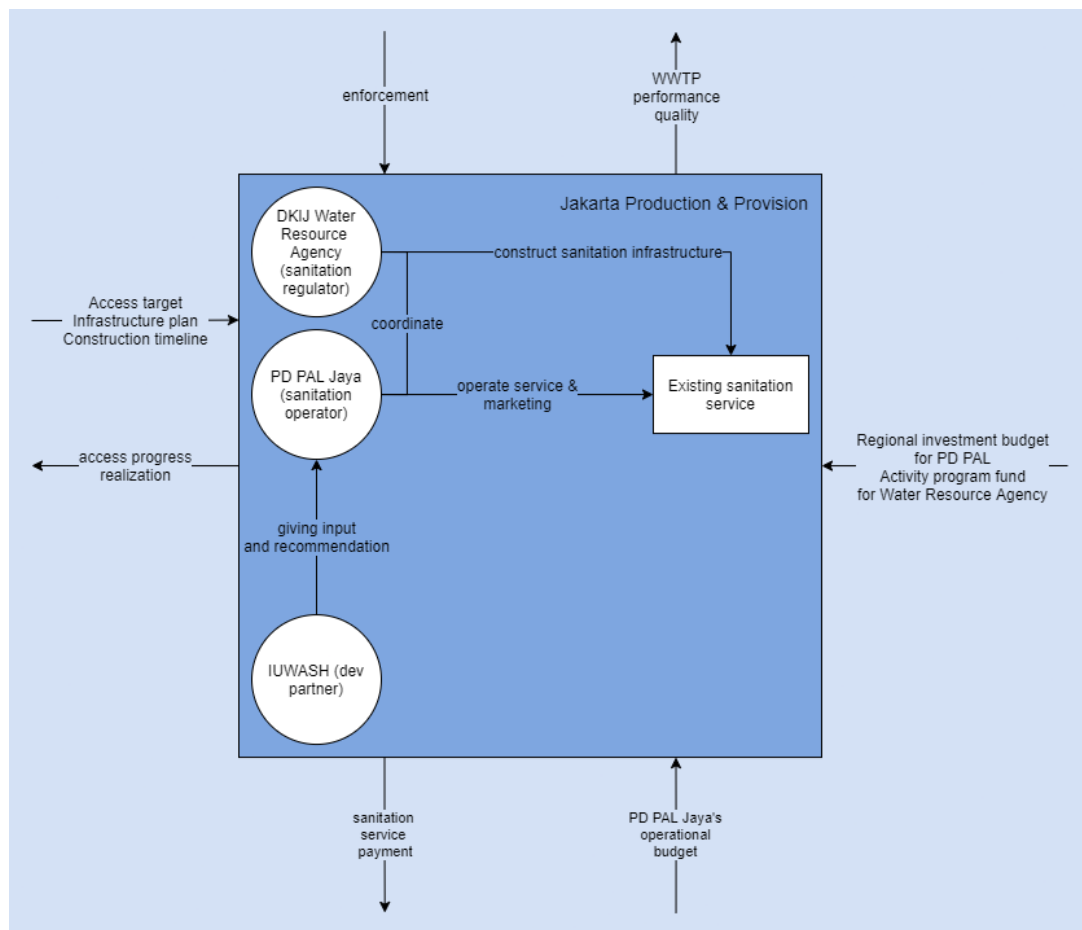 enforcement
WWTP
performance
quality
Jakarta Production & Provision
DKIJ Water
Resource
Agency
(sanitation
regulator)
construct sanitation infrastructure
Access target
Infrastructure plan
Construction timeline
coordinate
PD PAL Jaya
(sanitation
operator)
operate service &
marketing
Existing sanitation
service
access progress
realization
Regional investment budget
for PD PAL
Activity program fund
for Water Resource Agency
giving input
and recommendation
IUWASH (dev
partner)
sanitation
service
payment
PD PAL Jaya's
operational
budget